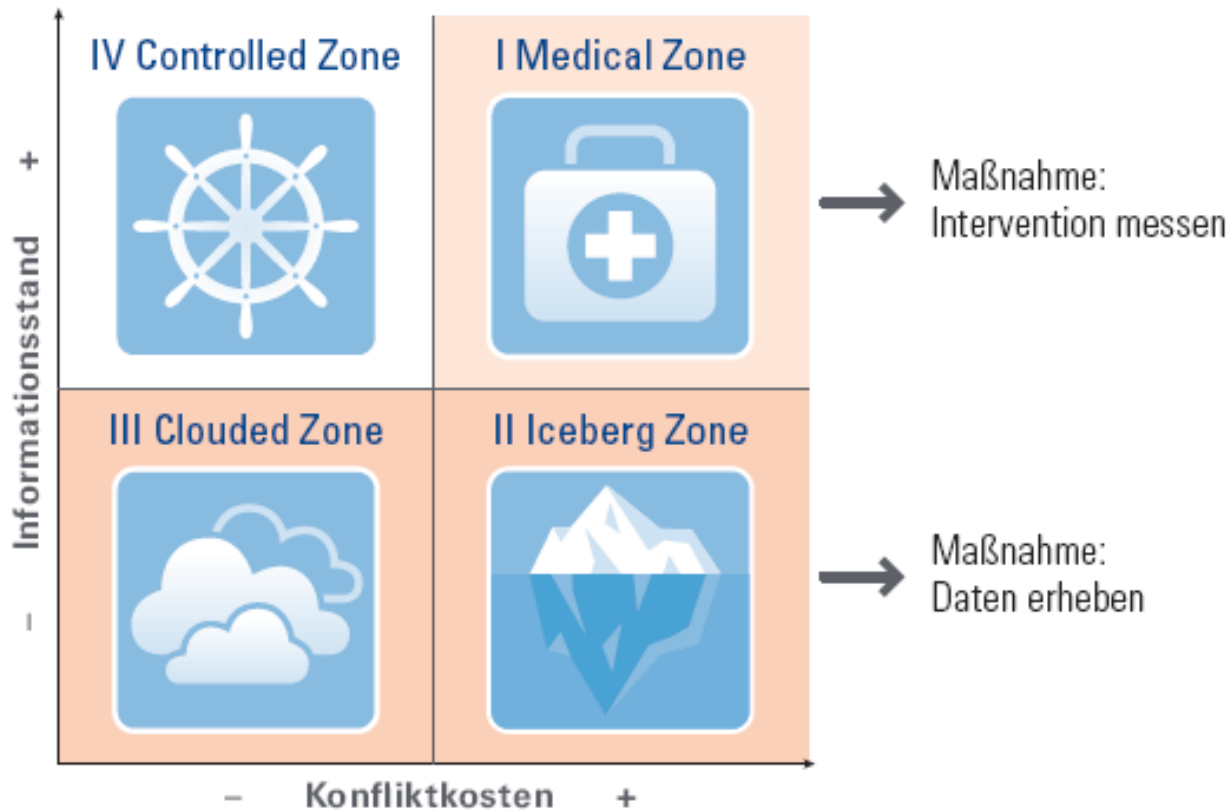 IV Controlled Zone
I Medical Zone
Maßnahme:
Intervention messen
III Clouded Zone
II Iceberg Zone
Maßnahme:
Daten erheben
– Informationsstand +
– Konfliktkosten +